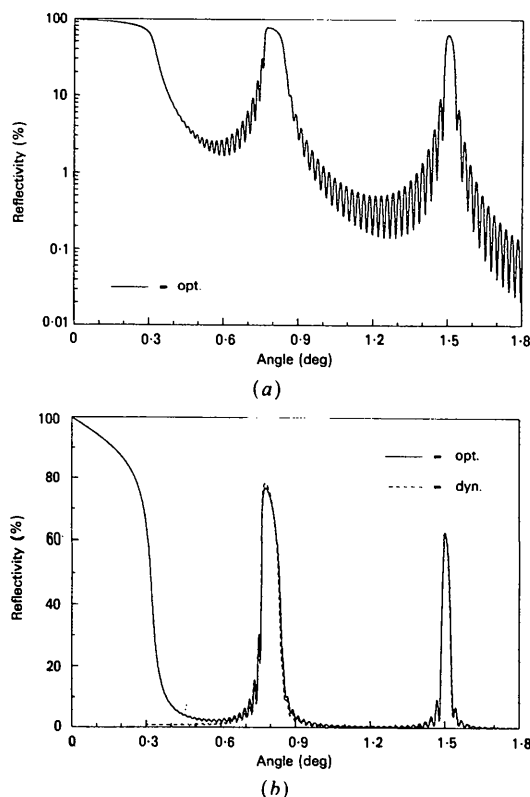 100
10
1
0·1
0·01
Reflectivity (%)
— opt.
0 0·3 0·6 0·9 1·2 1·5 1·8
Angle (deg)
(a)
100
80
60
40
20
0
Reflectivity (%)
— opt.
---- dyn.
0 0·3 0·6 0·9 1·2 1·5 1·8
Angle (deg)
(b)